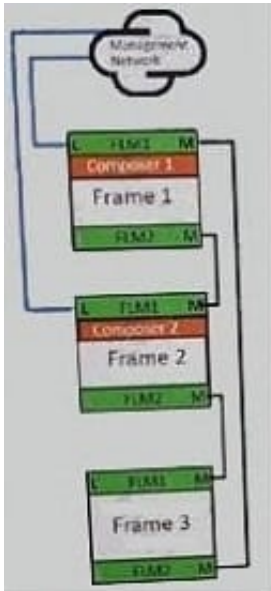 Management
Network
L FLM1 M
Composer 1
Frame 1
FLM2 M
L FLM1 M
Composer 2
Frame 2
FLM2 M
L FLM1 M
Frame 3
FLM2 M